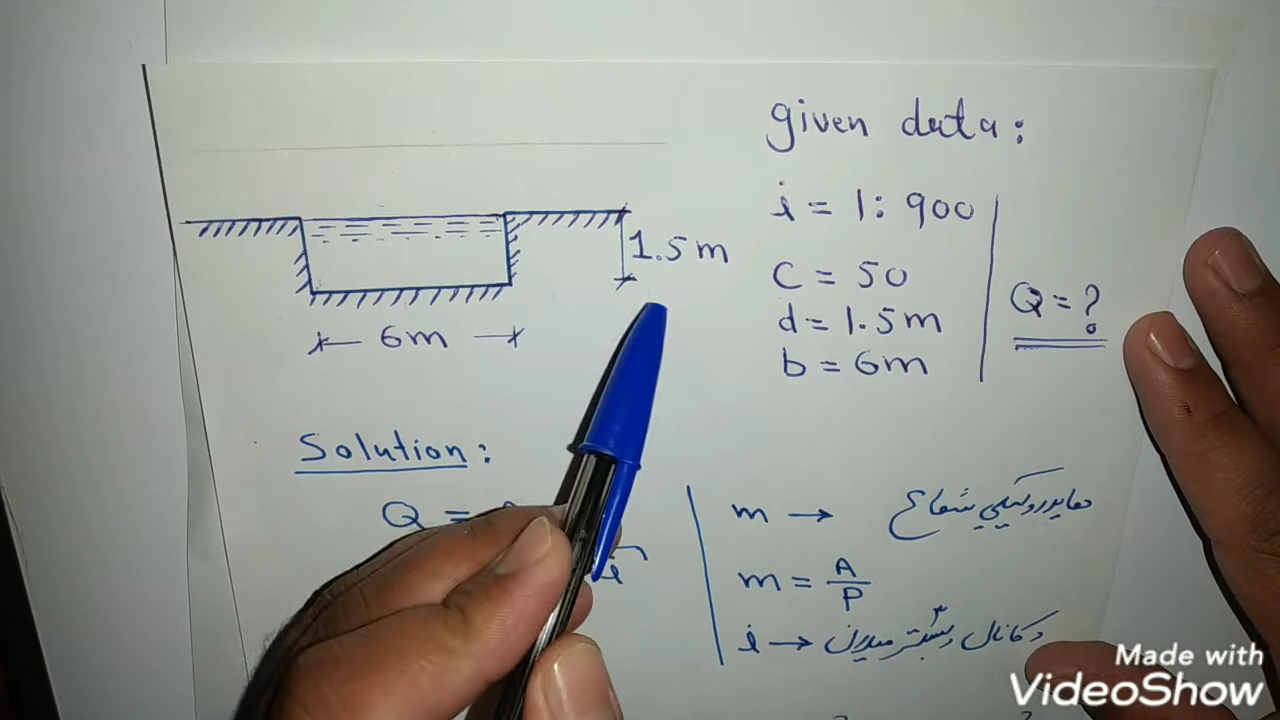 given data:
i = 1: 900
C = 50
d = 1.5m
b = 6m
Q = ?
1.5m
6m
Solution:
Q =
i
m → هایدرولیکي شعاع
m = A/P
i → د کانال د بستر میلان
Made with
VideoShow